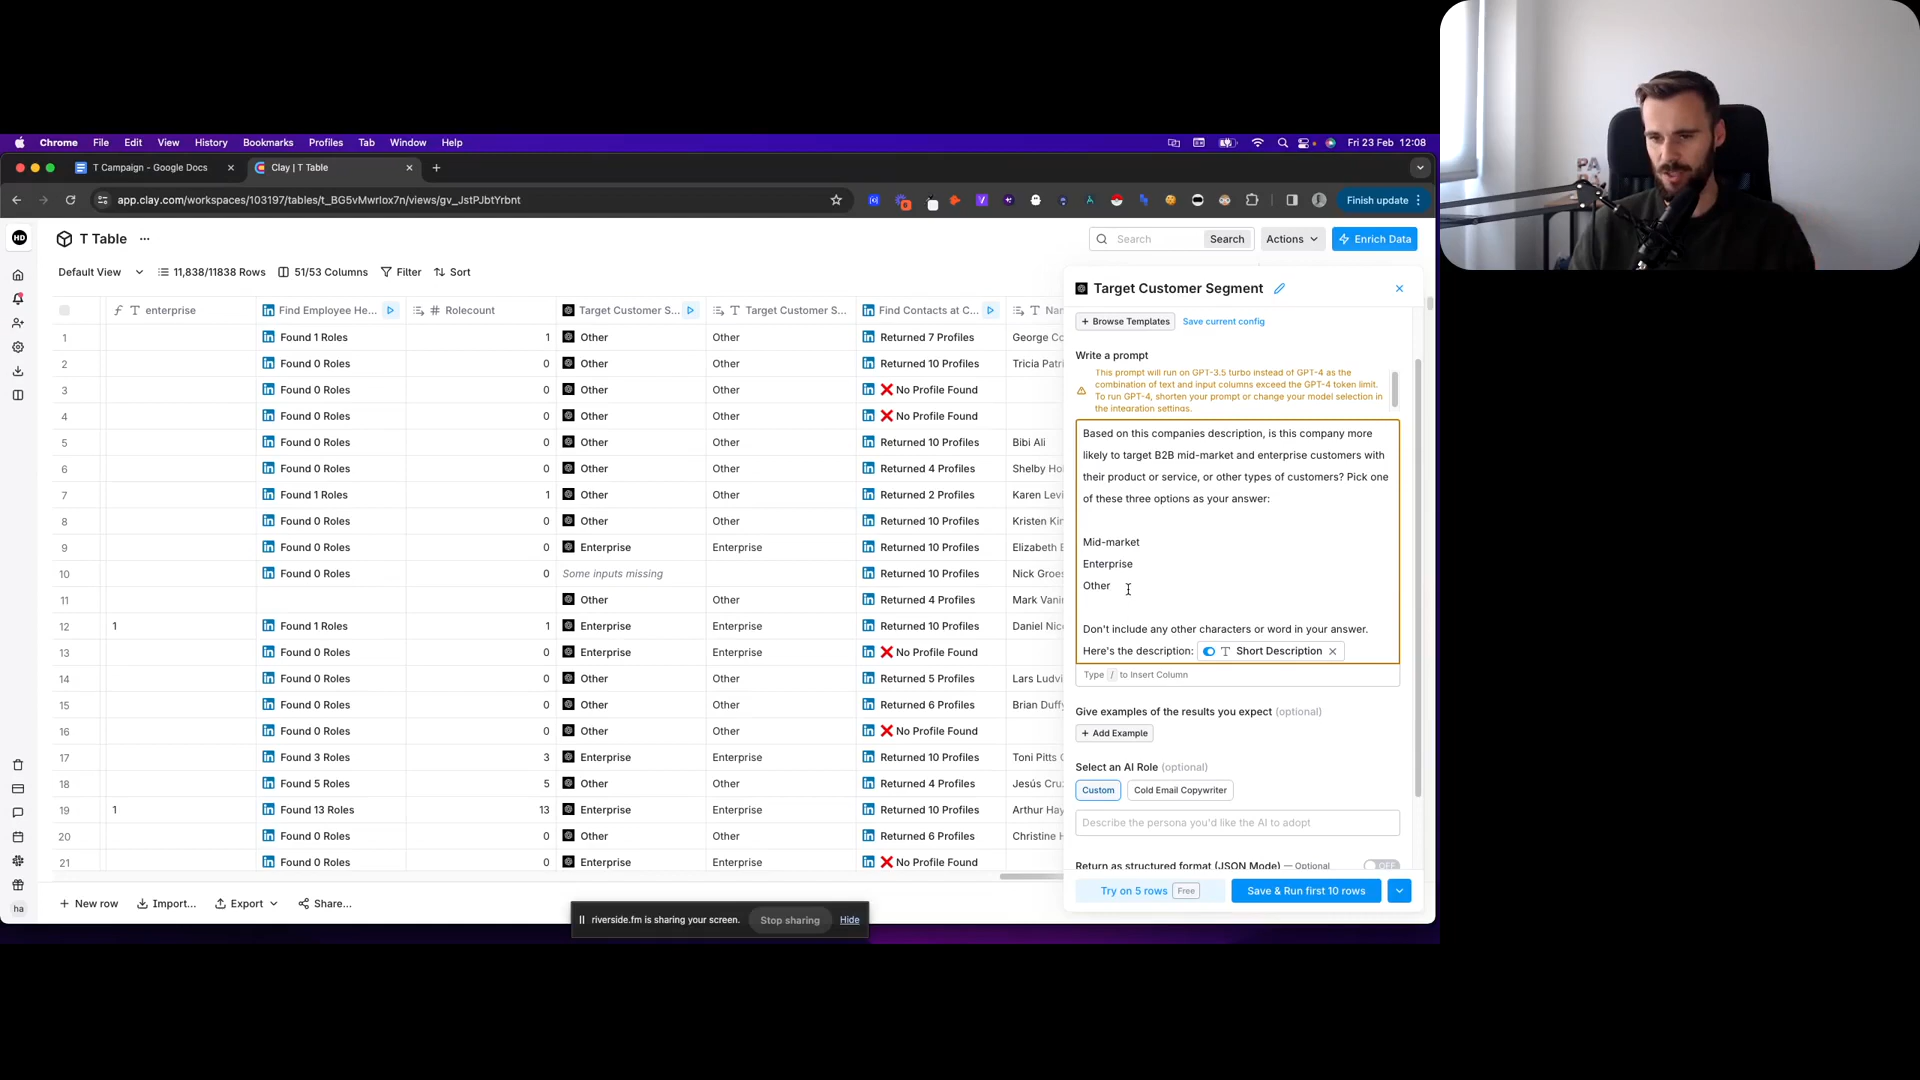 Chrome File Edit View History Bookmarks Profiles Tab Window Help Fri 23 Feb 12:08
T Campaign - Google Docs Clay | T Table
app.clay.com/workspaces/103197/tables/t_BG5vMwrIox7n/views/gv_JstPJbtYrbnt Finish update
HD T Table ... Search Search Actions Enrich Data
Default View 11,838/11838 Rows 51/53 Columns Filter Sort
enterprise Find Employee He... # Rolecount Target Customer S... Target Customer S... Find Contacts at C...
1 Found 1 Roles 1 Other Other Returned 7 Profiles
2 Found 0 Roles 0 Other Other Returned 10 Profiles
3 Found 0 Roles 0 Other Other No Profile Found
4 Found 0 Roles 0 Other Other No Profile Found
5 Found 0 Roles 0 Other Other Returned 10 Profiles Bibi Ali
6 Found 0 Roles 0 Other Other Returned 4 Profiles
7 Found 1 Roles 1 Other Other Returned 2 Profiles
8 Found 0 Roles 0 Other Other Returned 10 Profiles
9 Found 0 Roles 0 Enterprise Enterprise Returned 10 Profiles
10 Found 0 Roles 0 Some inputs missing Returned 10 Profiles
11 Other Other Returned 4 Profiles
12 1 Found 1 Roles 1 Enterprise Enterprise Returned 10 Profiles
13 Found 0 Roles 0 Enterprise Enterprise No Profile Found
14 Found 0 Roles 0 Other Other Returned 5 Profiles
15 Found 0 Roles 0 Other Other Returned 6 Profiles
16 Found 0 Roles 0 Other Other No Profile Found
17 Found 3 Roles 3 Enterprise Enterprise Returned 10 Profiles
18 Found 5 Roles 5 Other Other Returned 4 Profiles
19 1 Found 13 Roles 13 Enterprise Enterprise Returned 10 Profiles
20 Found 0 Roles 0 Other Other Returned 6 Profiles
21 Found 0 Roles 0 Enterprise Enterprise No Profile Found
Target Customer Segment
+ Browse Templates Save current config
Write a prompt
This prompt will run on GPT-3.5 turbo instead of GPT-4 as the
combination of text and input columns exceed the GPT-4 token limit.
To run GPT-4, shorten your prompt or change your model selection in
the integration settings.
Based on this companies description, is this company more
likely to target B2B mid-market and enterprise customers with
their product or service, or other types of customers? Pick one
of these three options as your answer:
Mid-market
Enterprise
Other
Don't include any other characters or word in your answer.
Here's the description: Short Description
Type / to Insert Column
Give examples of the results you expect (optional)
+ Add Example
Select an AI Role (optional)
Custom Cold Email Copywriter
Describe the persona you'd like the AI to adopt
Return as structured format (JSON Mode) — Optional OFF
Try on 5 rows Free Save & Run first 10 rows
ha + New row Import... Export Share...
riverside.fm is sharing your screen. Stop sharing Hide